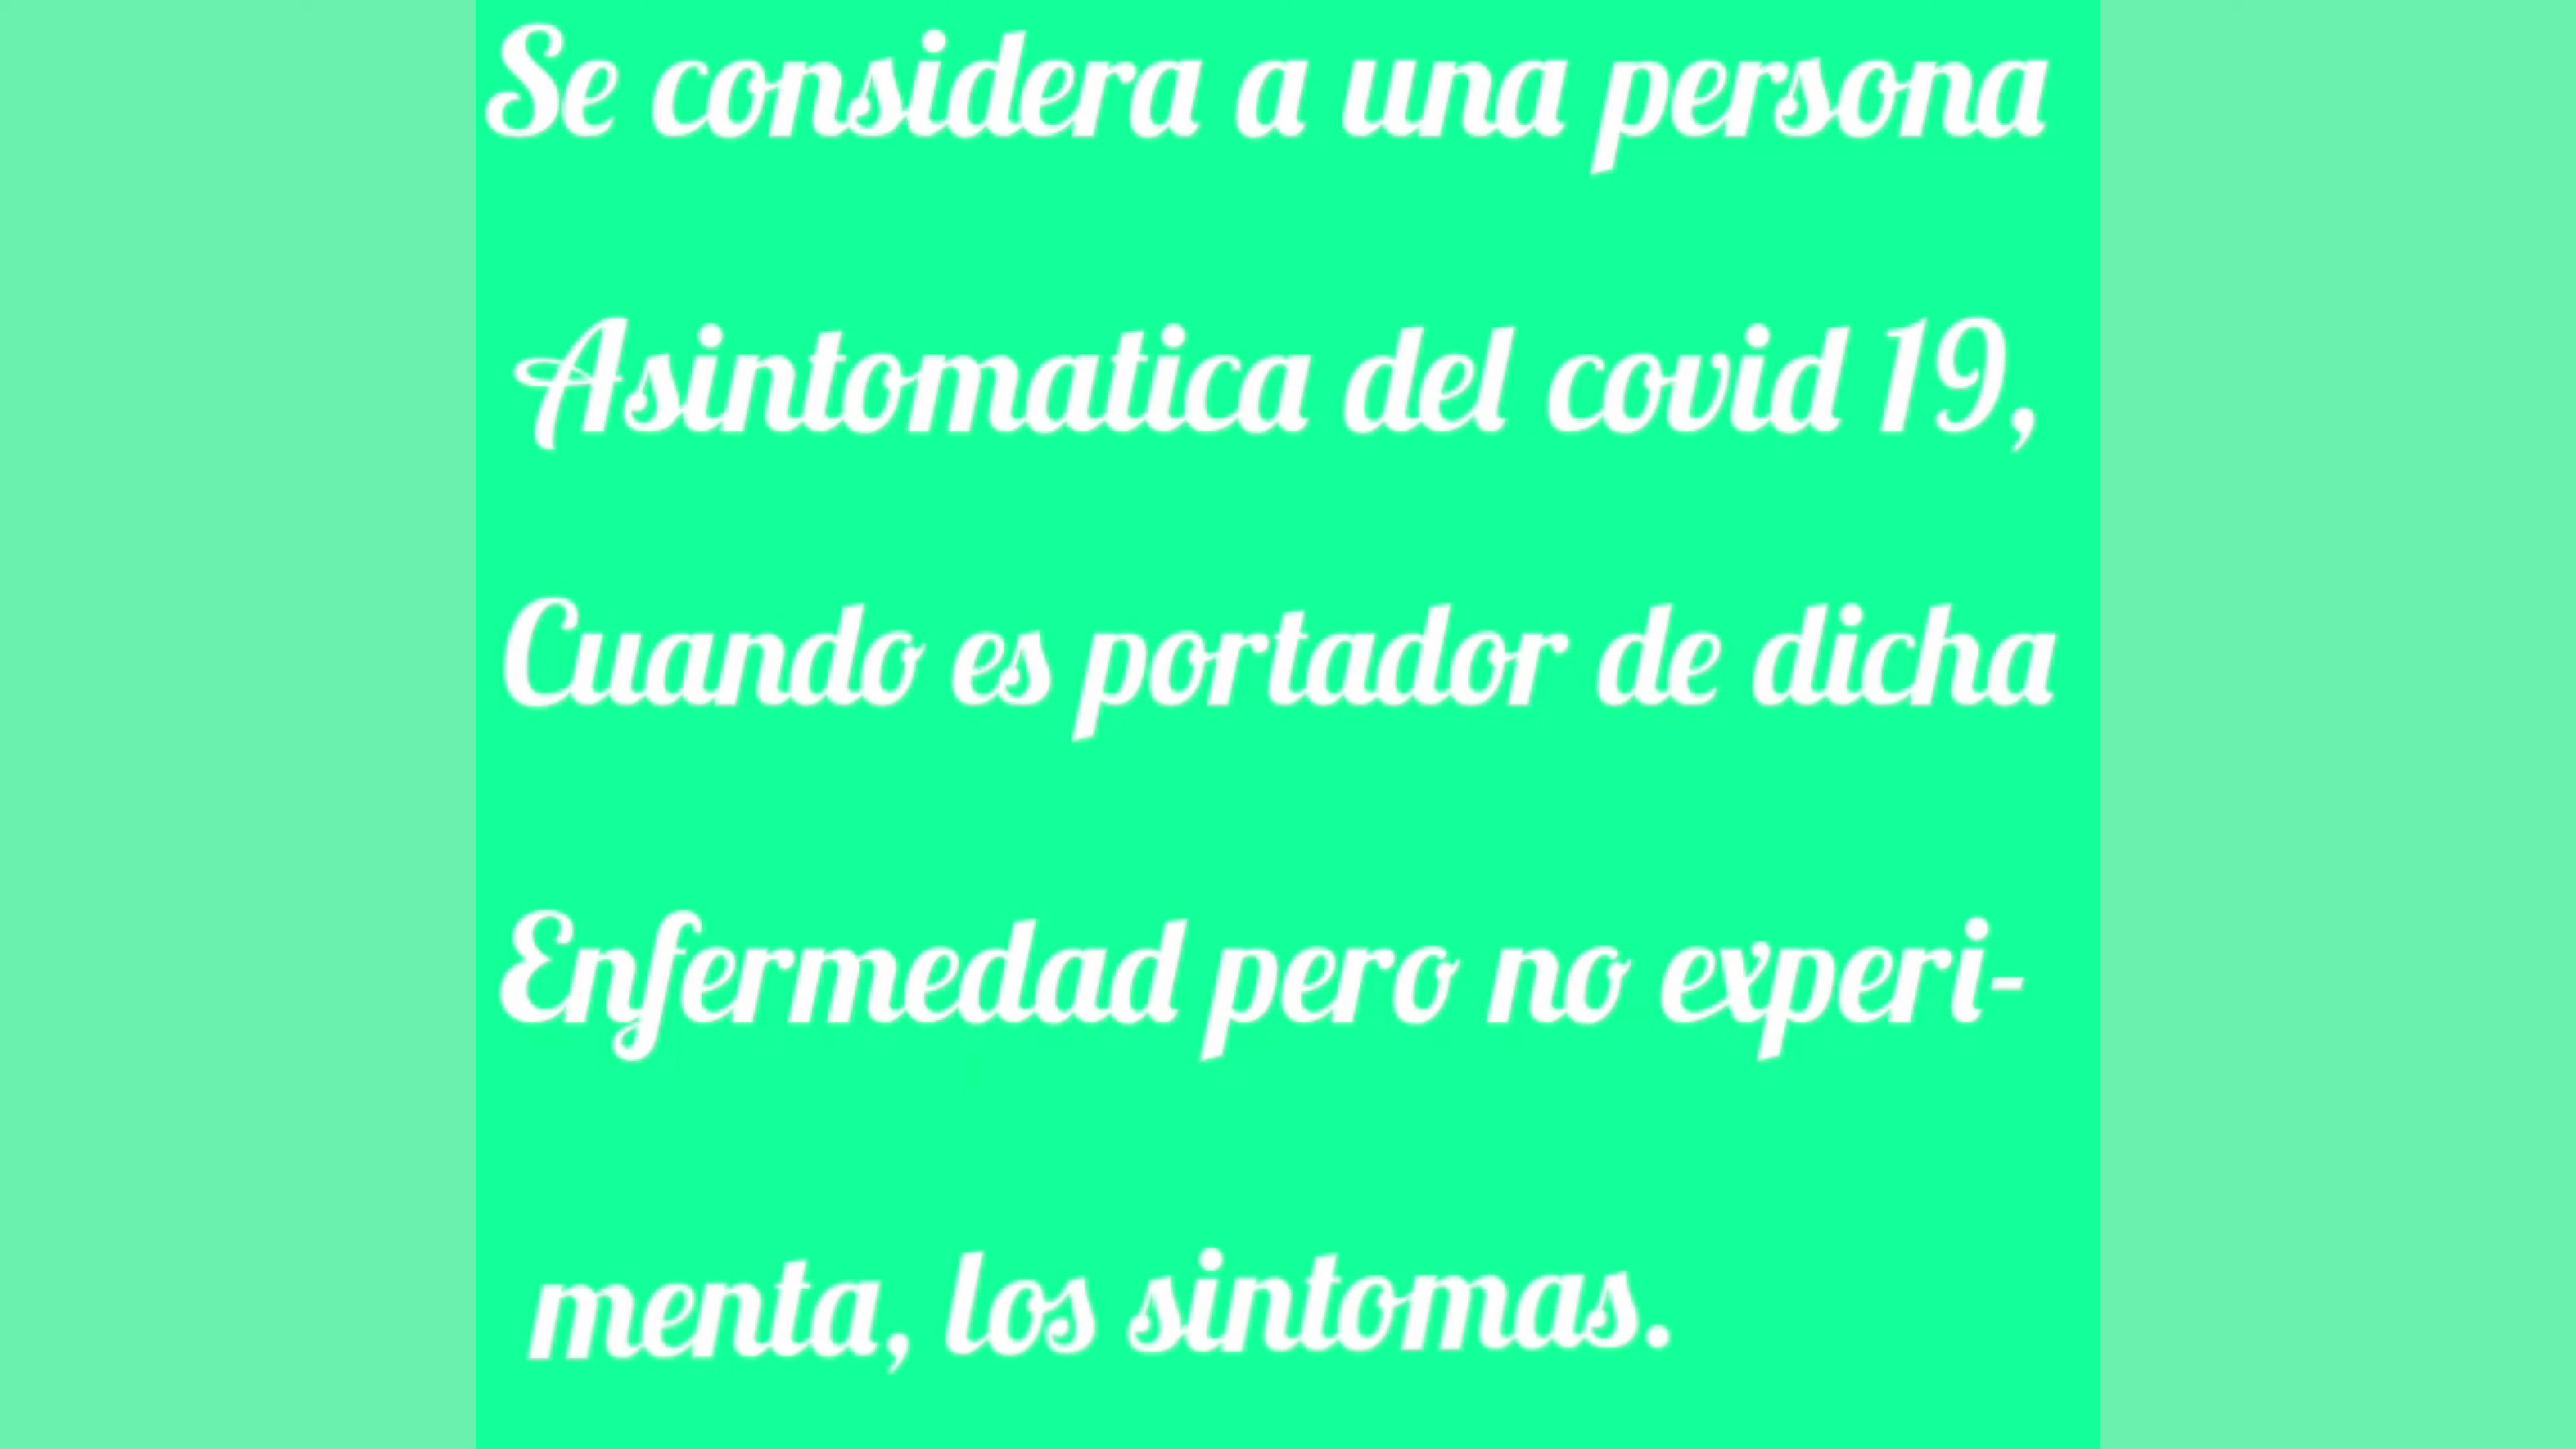 Se considera a una persona
Asintomatica del covid 19,
Cuando es portador de dicha
Enfermedad pero no experi-
menta, los sintomas.